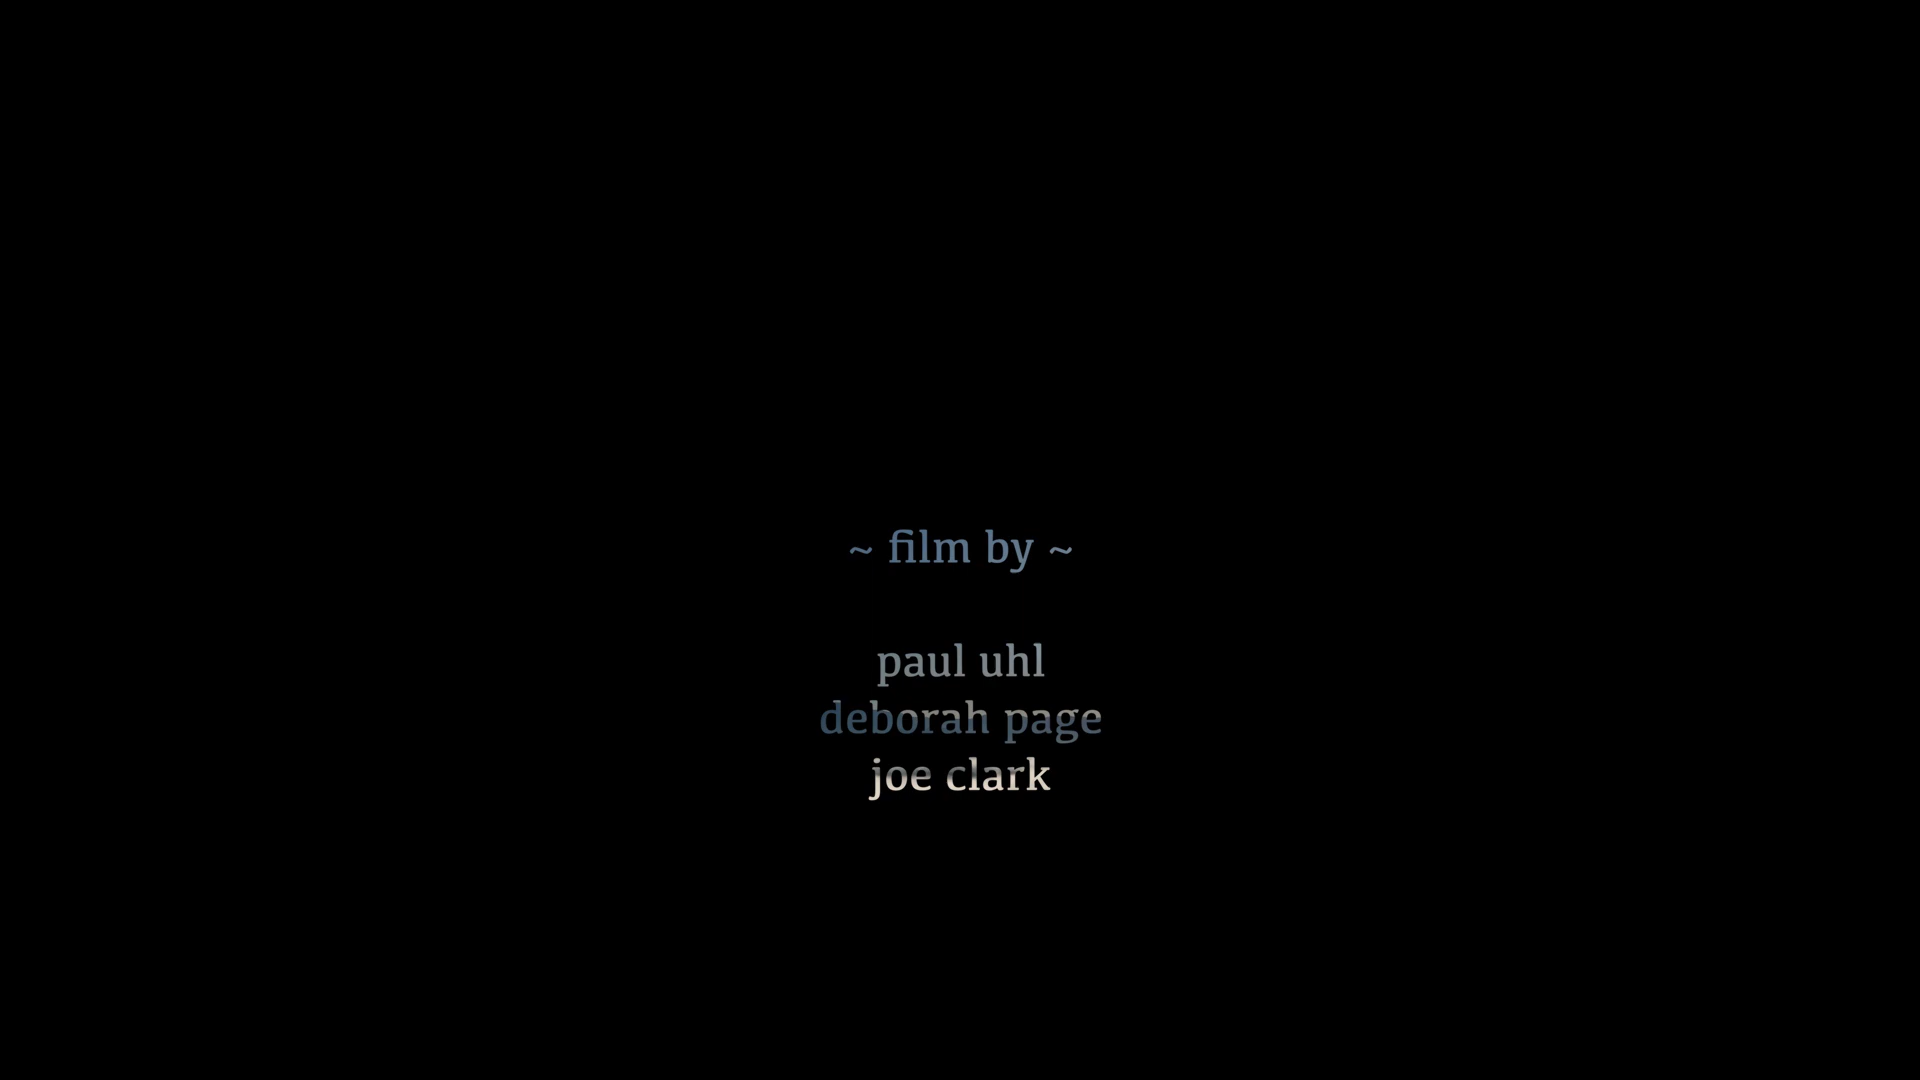 ~ film by ~
paul uhl
deborah page
joe clark